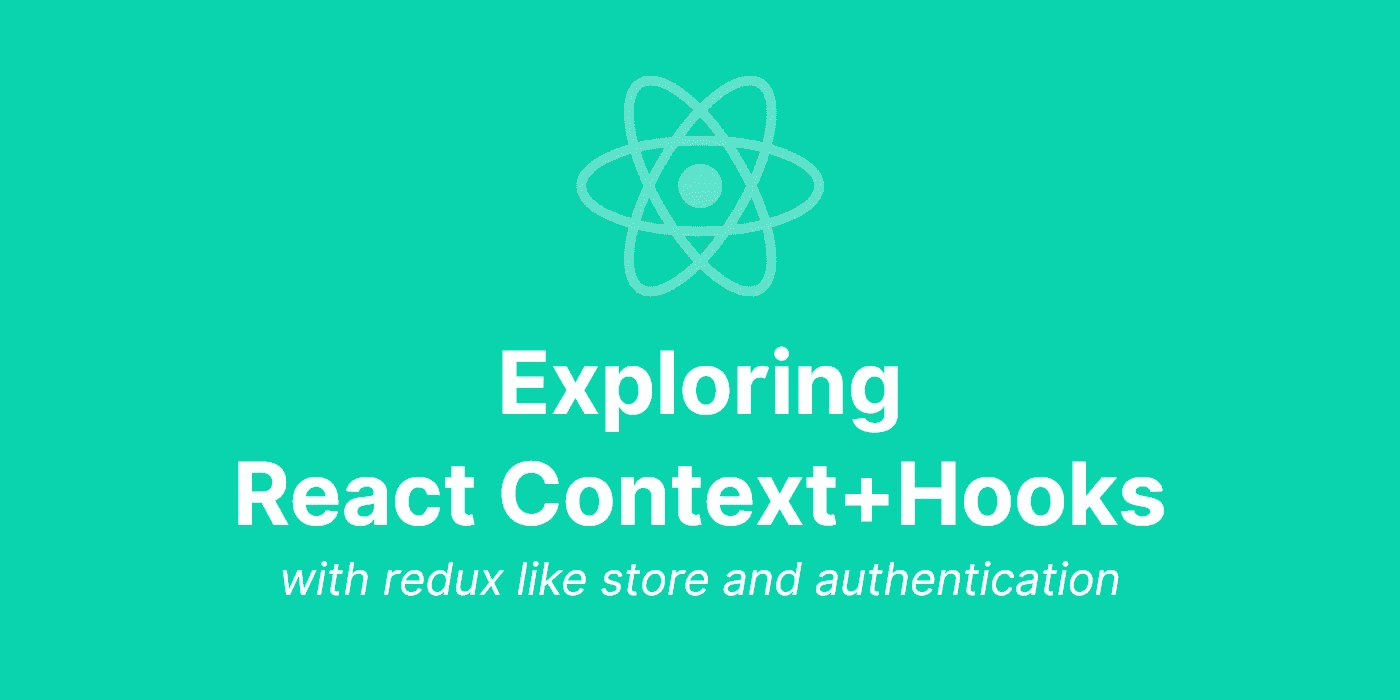 Exploring
React Context+Hooks
with redux like store and authentication